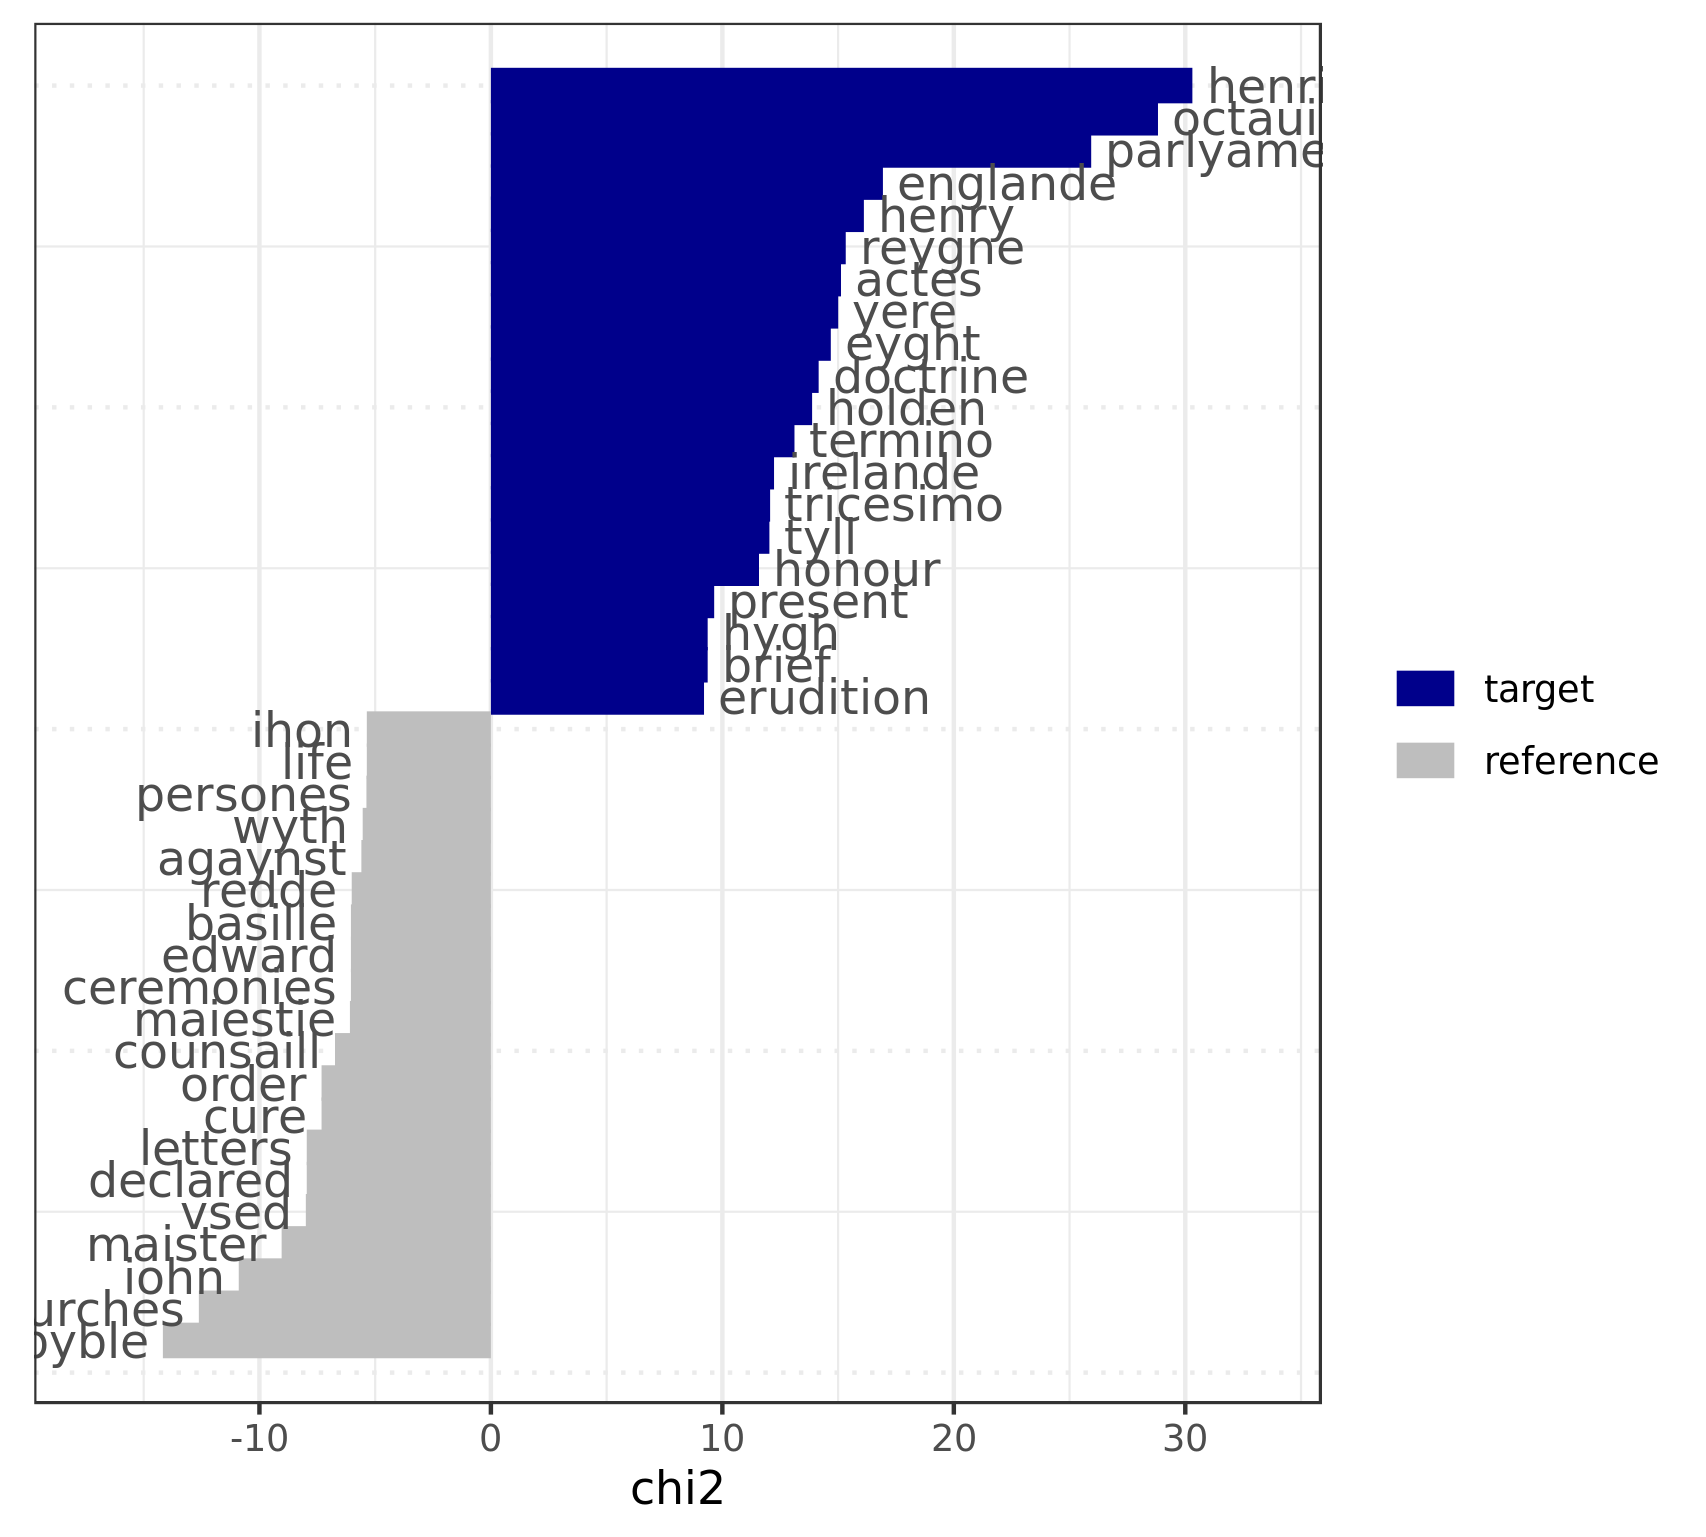 henri
octaui
parlyame
englande
henry
reygne
actes
yere
eyght
doctrine
holden
termino
irelande
tricesimo
tyll
honour
present
hygh
brief
erudition
ihon
life
persones
wyth
agaynst
redde
basille
edward
ceremonies
maiestie
counsaill
order
cure
letters
declared
vsed
maister
iohn
urches
byble
target
reference
-10 0 10 20 30
chi2